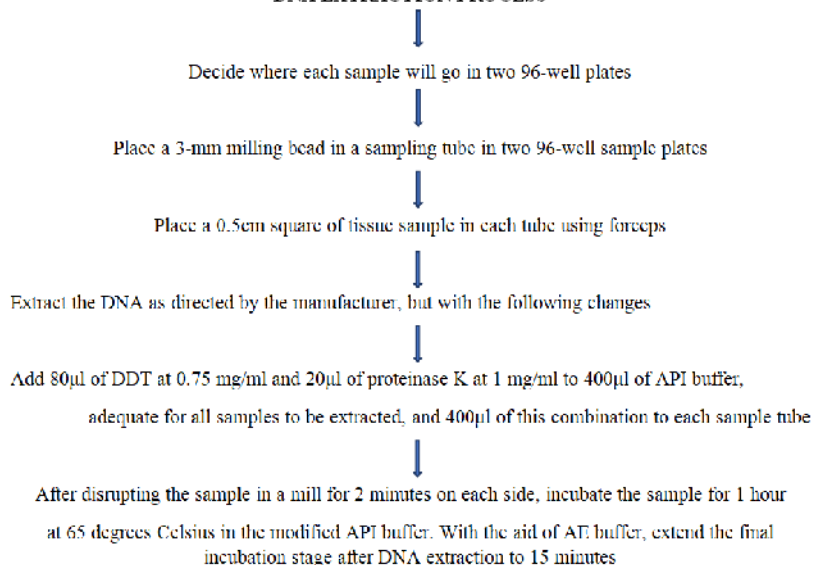 DNA EXTRACTION PROCESS
Decide where each sample will go in two 96-well plates
Place a 3-mm milling bead in a sampling tube in two 96-well sample plates
Place a 0.5cm square of tissue sample in each tube using forceps
Extract the DNA as directed by the manufacturer, but with the following changes
Add 80μl of DDT at 0.75 mg/ml and 20μl of proteinase K at 1 mg/ml to 400μl of API buffer,
adequate for all samples to be extracted, and 400μl of this combination to each sample tube
After disrupting the sample in a mill for 2 minutes on each side, incubate the sample for 1 hour
at 65 degrees Celsius in the modified API buffer. With the aid of AE buffer, extend the final
incubation stage after DNA extraction to 15 minutes